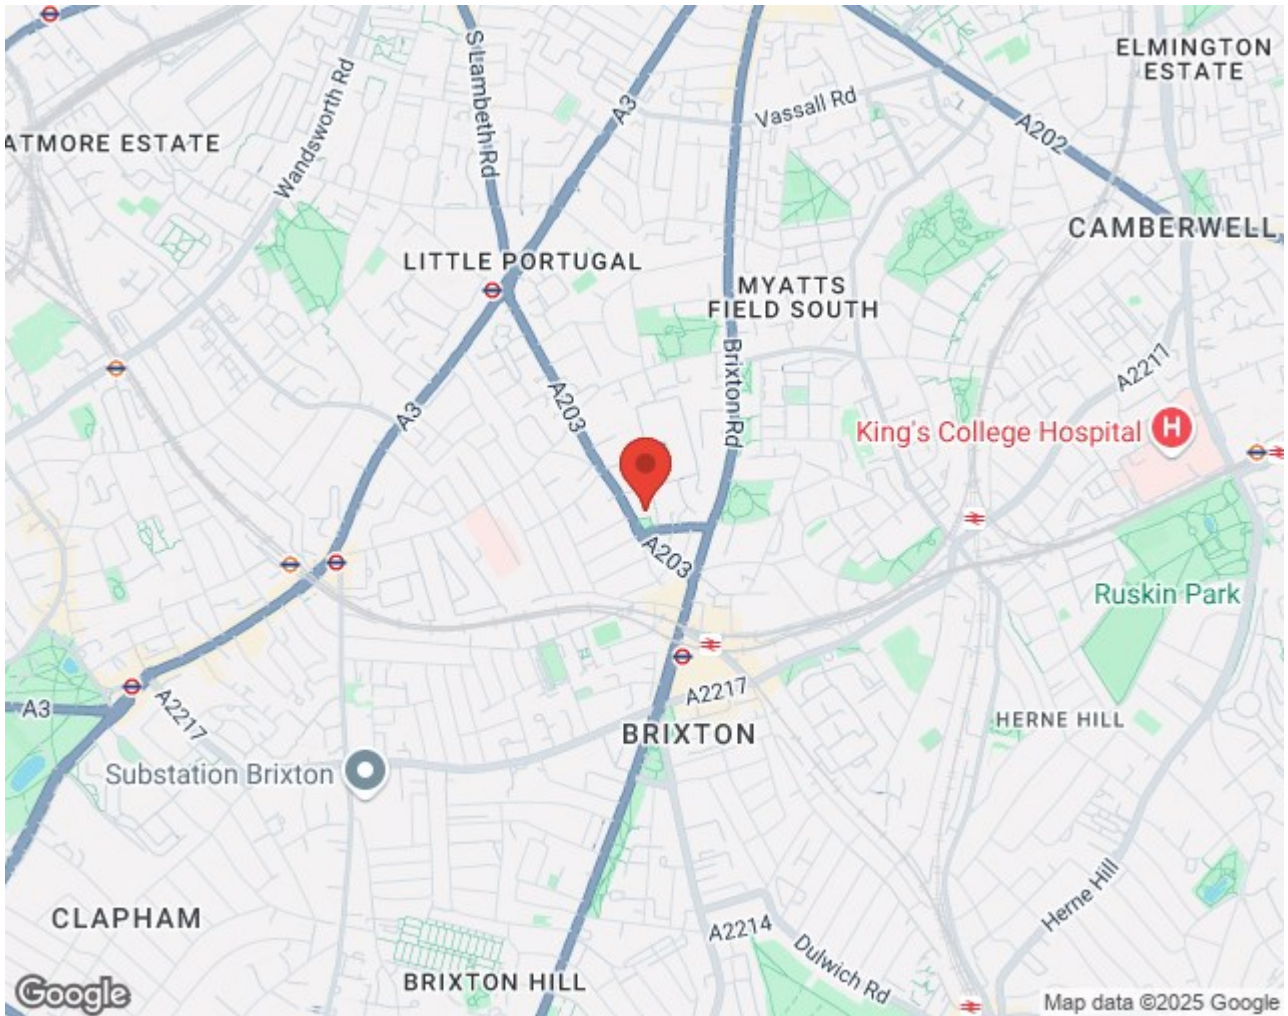 ELMINGTON
ESTATE
S Lambeth Rd
A3
Vassall Rd
A202
ATMORE ESTATE
Wandsworth Rd
CAMBERWELL
LITTLE PORTUGAL
MYATTS
FIELD SOUTH
Brixton Rd
A2217
A203
A3
King's College Hospital
H
A203
Ruskin Park
A2217
A3
A2217
HERNE HILL
BRIXTON
Substation Brixton
Herne Hill
CLAPHAM
A2214
Dulwich Rd
BRIXTON HILL
Google
Map data ©2025 Google